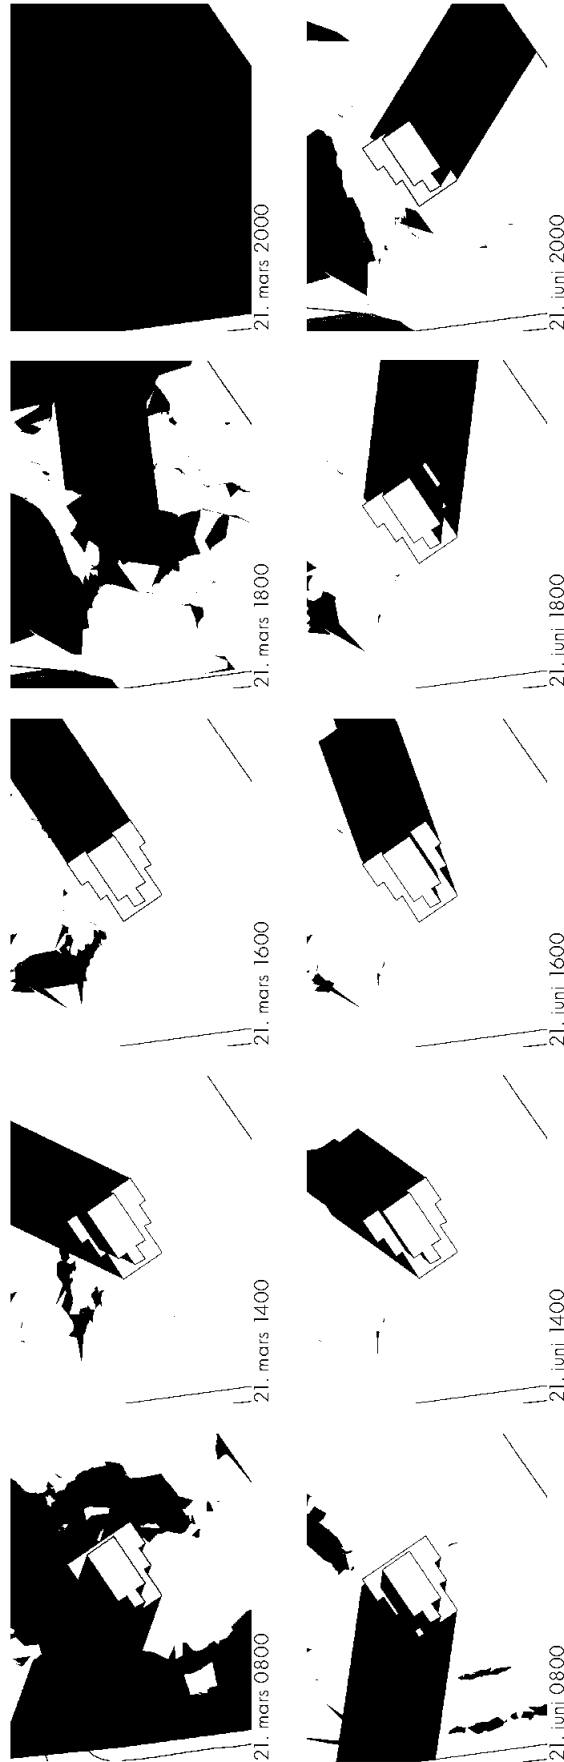 21. mars 0800
21. mars 1400
21. mars 1600
21. mars 1800
21. mars 2000
21. juni 0800
21. juni 1400
21. juni 1600
21. juni 1800
21. juni 2000